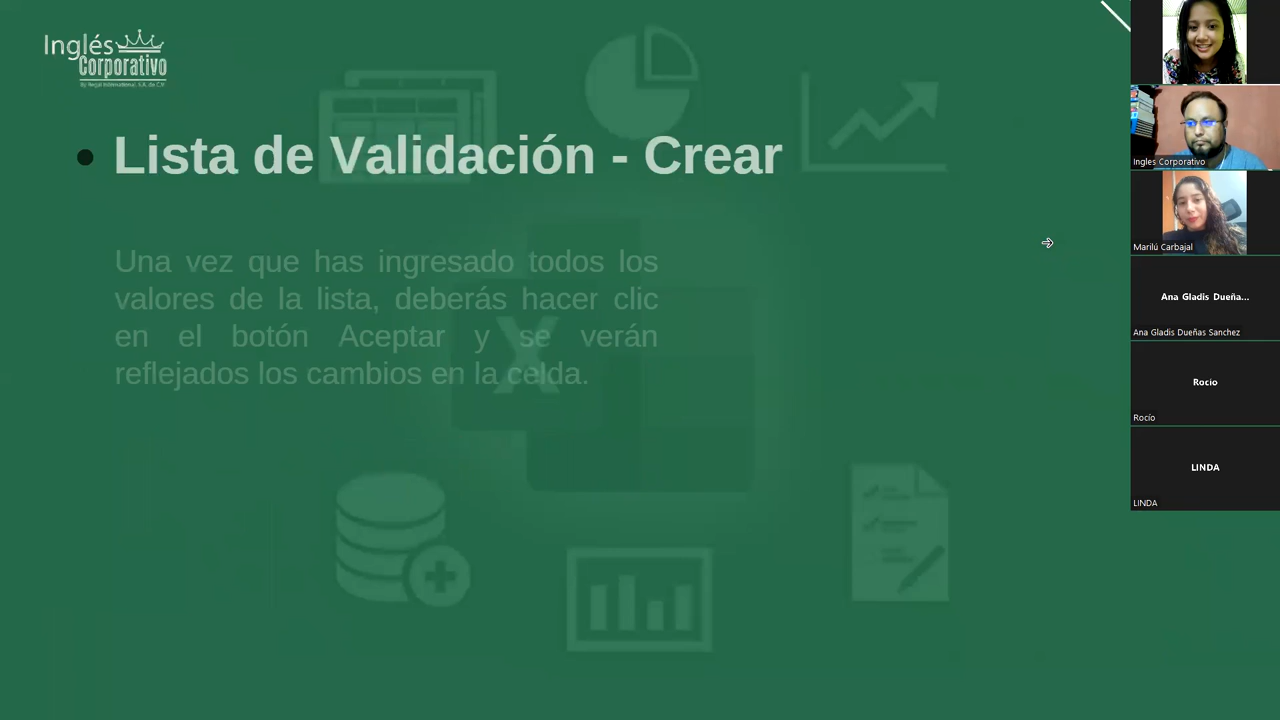 Inglés
Corporativo
Lista de Validación - Crear
Una vez que has ingresado todos los
valores de la lista, deberás hacer clic
en el botón Aceptar y se verán
reflejados los cambios en la celda.
X
Ingles Corporativo
Marilú Carbajal
Ana Gladis Dueña...
Ana Gladis Dueñas Sanchez
Rocio
Rocío
LINDA
LINDA